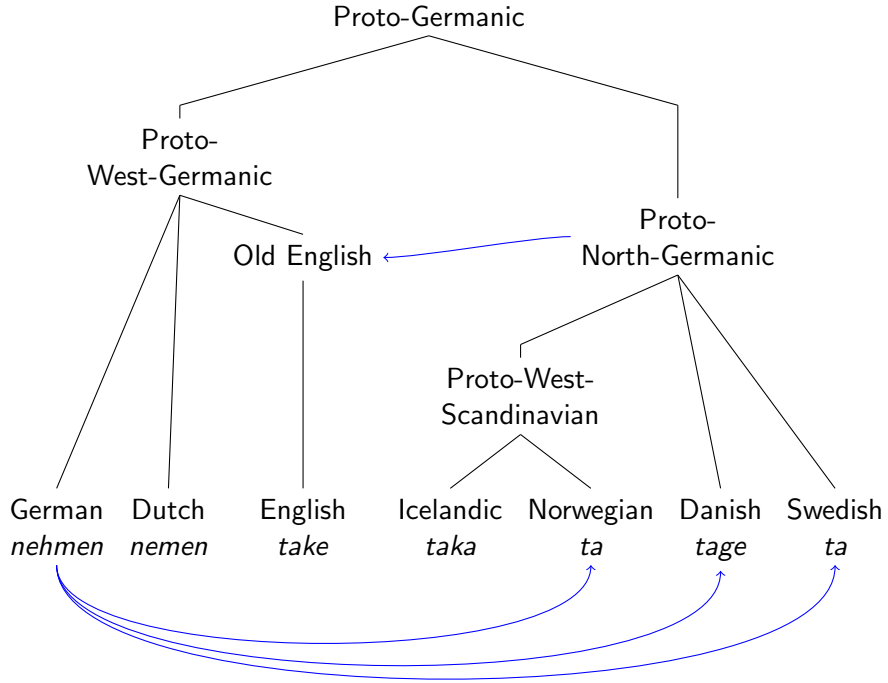 Proto-Germanic
Proto-
West-Germanic
Proto-
North-Germanic
Old English
Proto-West-
Scandinavian
German
nehmen
Dutch
nemen
English
take
Icelandic
taka
Norwegian
ta
Danish
tage
Swedish
ta